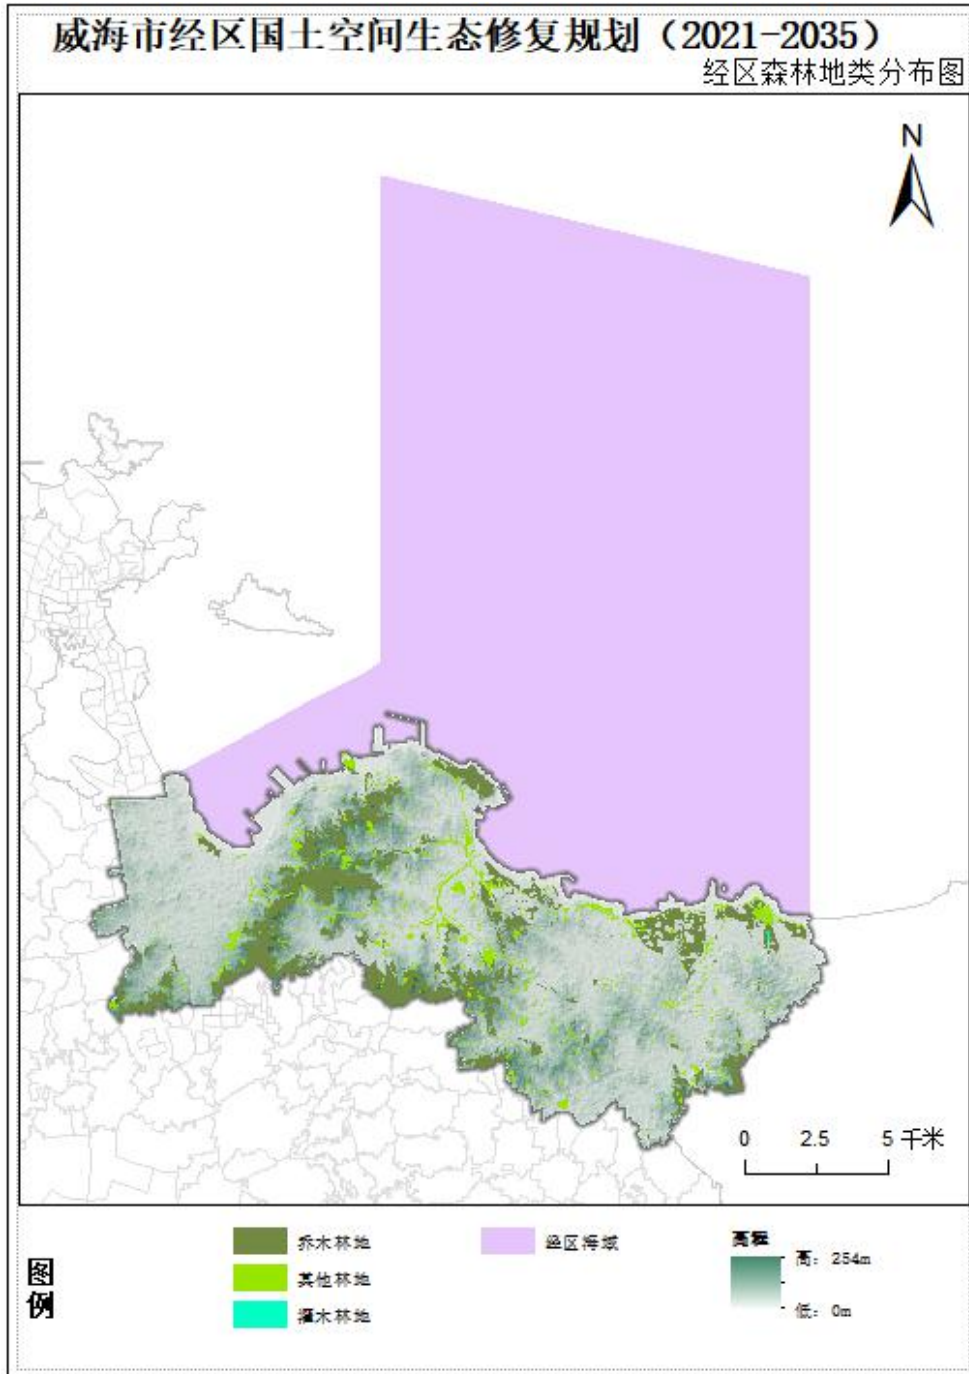 威海市经区国土空间生态修复规划（2021-2035）
经区森林地类分布图
N
0 2.5 5 千米
图例
乔木林地
其他林地
灌木林地
经区海域
高程
高：254m
低：0m